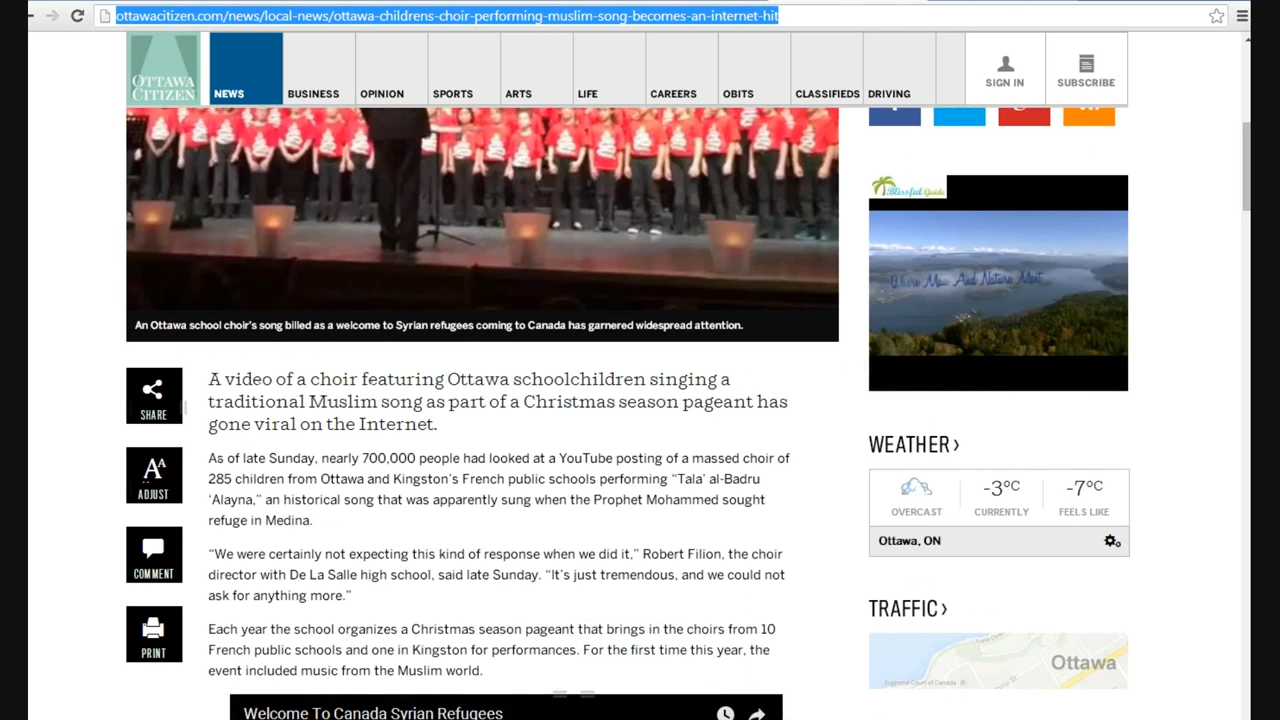 ottawacitizen.com/news/local-news/ottawa-childrens-choir-performing-muslim-song-becomes-an-internet-hit
OTTAWA
CITIZEN
NEWS
BUSINESS
OPINION
SPORTS
ARTS
LIFE
CAREERS
OBITS
CLASSIFIEDS
DRIVING
SIGN IN
SUBSCRIBE
An Ottawa school choir's song billed as a welcome to Syrian refugees coming to Canada has garnered widespread attention.
SHARE
ADJUST
COMMENT
PRINT
A video of a choir featuring Ottawa schoolchildren singing a
traditional Muslim song as part of a Christmas season pageant has
gone viral on the Internet.
As of late Sunday, nearly 700,000 people had looked at a YouTube posting of a massed choir of
285 children from Ottawa and Kingston's French public schools performing “Tala’ al-Badru
‘Alayna,” an historical song that was apparently sung when the Prophet Mohammed sought
refuge in Medina.
“We were certainly not expecting this kind of response when we did it,” Robert Filion, the choir
director with De La Salle high school, said late Sunday. “It’s just tremendous, and we could not
ask for anything more.”
Each year the school organizes a Christmas season pageant that brings in the choirs from 10
French public schools and one in Kingston for performances. For the first time this year, the
event included music from the Muslim world.
Welcome To Canada Syrian Refugees
Blissful Guide
Where Man And Nature Meet
WEATHER ›
OVERCAST
-3°C
CURRENTLY
-7°C
FEELS LIKE
Ottawa, ON
TRAFFIC ›
Supreme Court of Canada
Ottawa